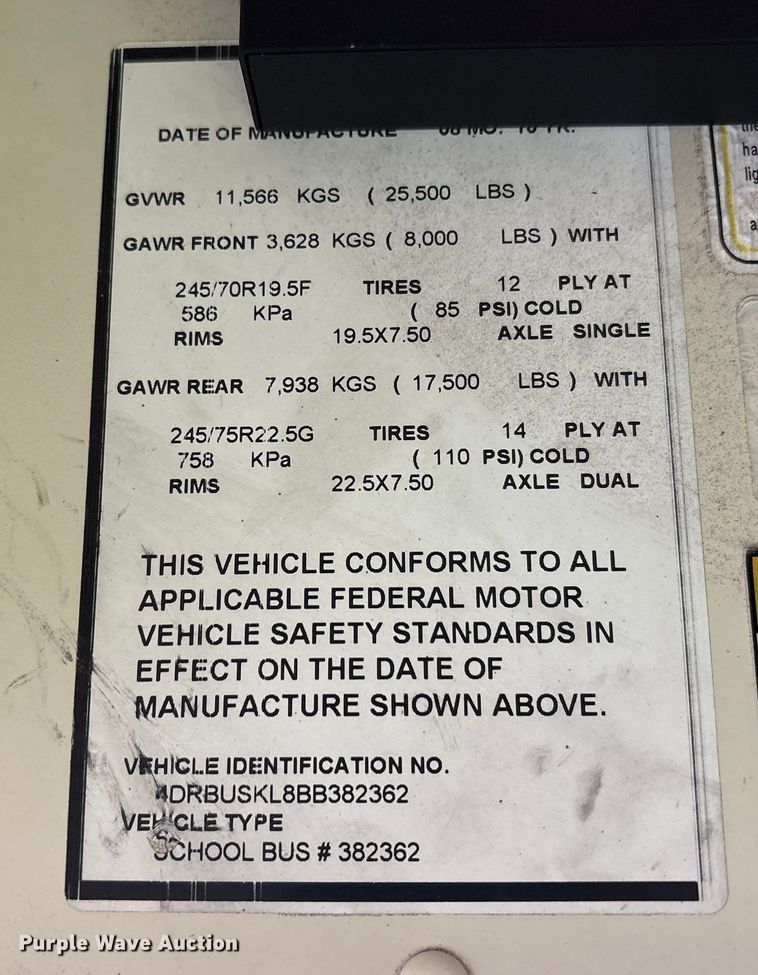 DATE OF MANUFACTURE 08 MO. 10 YR.
GVWR 11,566 KGS ( 25,500 LBS )
GAWR FRONT 3,628 KGS ( 8,000 LBS ) WITH
245/70R19.5F TIRES 12 PLY AT
586 KPa ( 85 PSI) COLD
RIMS 19.5X7.50 AXLE SINGLE
GAWR REAR 7,938 KGS ( 17,500 LBS ) WITH
245/75R22.5G TIRES 14 PLY AT
758 KPa ( 110 PSI) COLD
RIMS 22.5X7.50 AXLE DUAL
THIS VEHICLE CONFORMS TO ALL
APPLICABLE FEDERAL MOTOR
VEHICLE SAFETY STANDARDS IN
EFFECT ON THE DATE OF
MANUFACTURE SHOWN ABOVE.
VEHICLE IDENTIFICATION NO.
4DRBUSKL8BB382362
VEHICLE TYPE
SCHOOL BUS # 382362
Purple Wave Auction